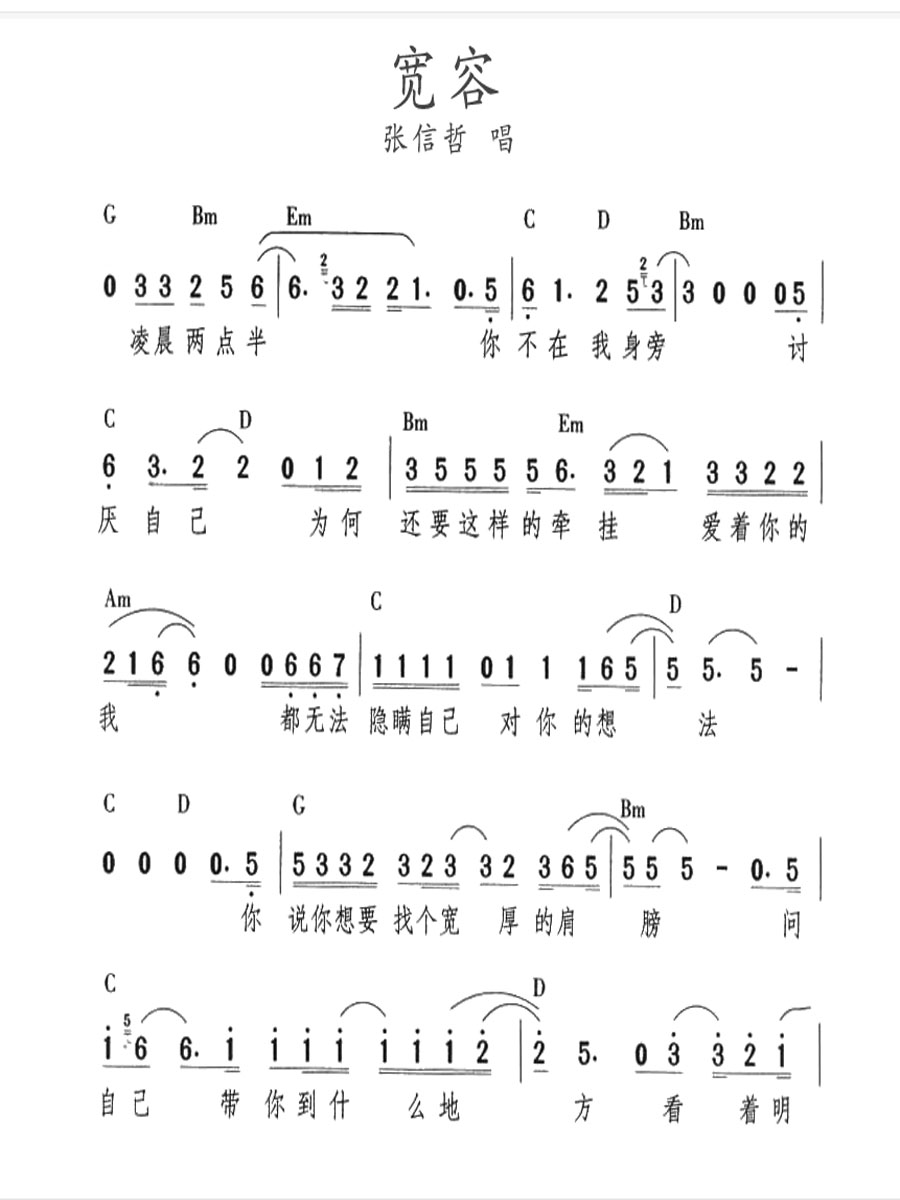 宽容
张信哲 唱
G Bm Em C D Bm
0 3 3 2 5 6 | 6. 2 3 2 2 1. 0. 5 | 6 1. 2 5 2 3 | 3 0 0 0 5 |
凌晨两点半 你不在我身旁 讨
C D Bm Em
6 3. 2 2 0 1 2 | 3 5 5 5 5 6. 3 2 1 3 3 2 2 |
厌自己 为何 还要这样的牵挂 爱着你的
Am C D
2 1 6 6 0 0 6 6 7 | 1 1 1 1 0 1 1 1 6 5 | 5 5. 5 - |
我 都无法 隐瞒自己 对你的想 法
C D G Bm
0 0 0 0. 5 | 5 3 3 2 3 2 3 3 2 3 6 5 | 5 5 5 - 0. 5 |
你 说你想要 找个宽 厚的肩 膀 问
C D
1 5 6 6. 1 1 1 1 1 1 1 2 | 2 5. 0 3 3 2 1 |
自己 带你到什 么地 方 看 着明